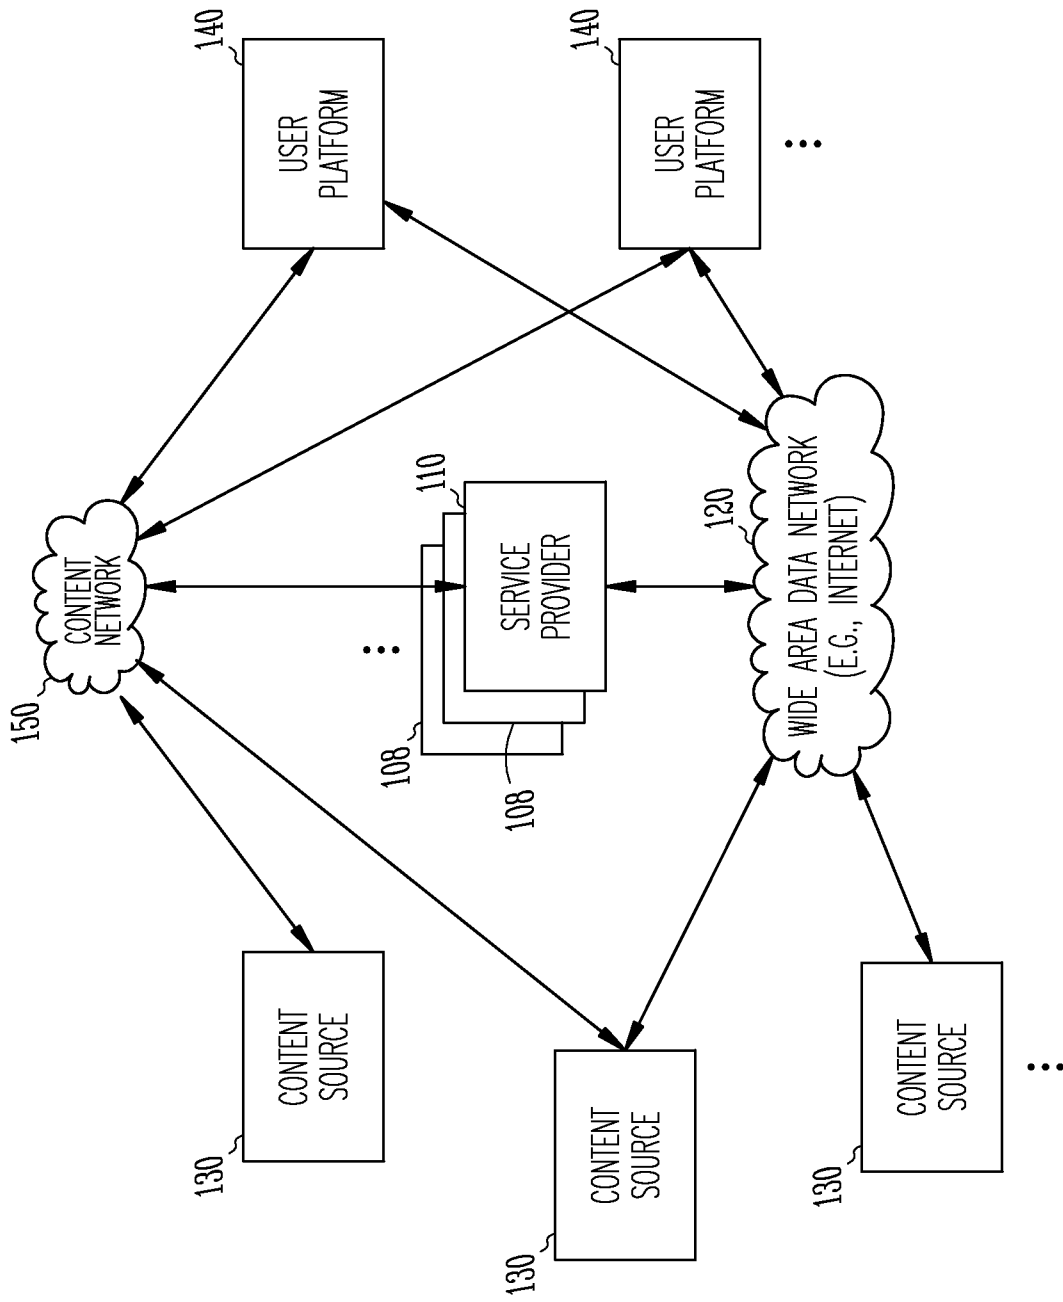 150
CONTENT
NETWORK
130
CONTENT
SOURCE
140
USER
PLATFORM
108
110
108
SERVICE
PROVIDER
130
CONTENT
SOURCE
140
USER
PLATFORM
120
WIDE AREA DATA NETWORK
(E.G., INTERNET)
130
CONTENT
SOURCE